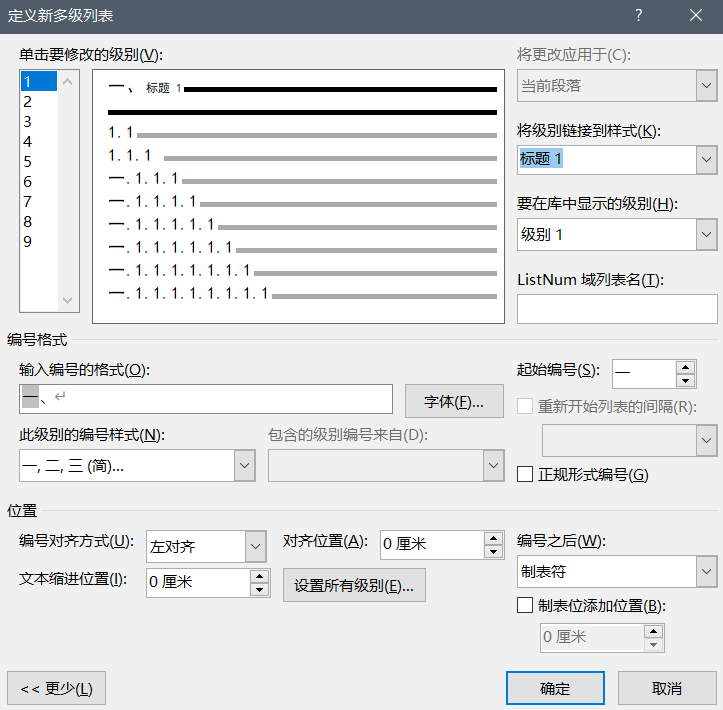 定义新多级列表
?
单击要修改的级别(V):
1
2
3
4
5
6
7
8
9
一、 标题 1
1.1
1.1.1
一.1.1.1
一.1.1.1.1
一.1.1.1.1.1
一.1.1.1.1.1.1
一.1.1.1.1.1.1.1
一.1.1.1.1.1.1.1.1
将更改应用于(C):
当前段落
将级别链接到样式(K):
标题 1
要在库中显示的级别(H):
级别 1
ListNum 域列表名(T):
编号格式
输入编号的格式(O):
一、↵
字体(F)...
起始编号(S): 一
重新开始列表的间隔(R):
此级别的编号样式(N):
一, 二, 三 (简)...
包含的级别编号来自(D):
正规形式编号(G)
位置
编号对齐方式(U): 左对齐
对齐位置(A): 0 厘米
文本缩进位置(I): 0 厘米
设置所有级别(E)...
编号之后(W):
制表符
制表位添加位置(B):
0 厘米
<< 更少(L)
确定
取消